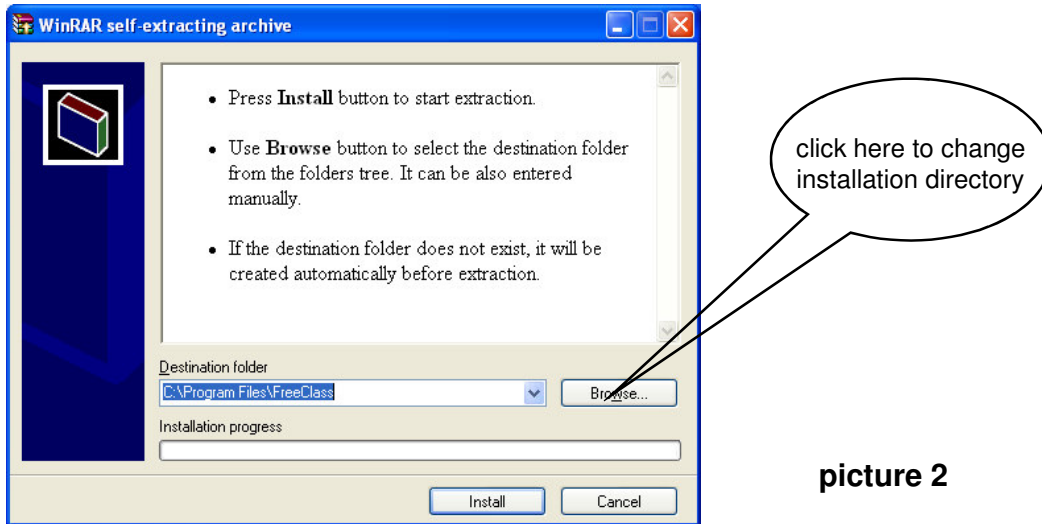 WinRAR self-extracting archive
• Press Install button to start extraction.
• Use Browse button to select the destination folder
from the folders tree. It can be also entered
manually.
• If the destination folder does not exist, it will be
created automatically before extraction.
click here to change
installation directory
Destination folder
C:\Program Files\FreeClass
Browse...
Installation progress
picture 2
Install
Cancel